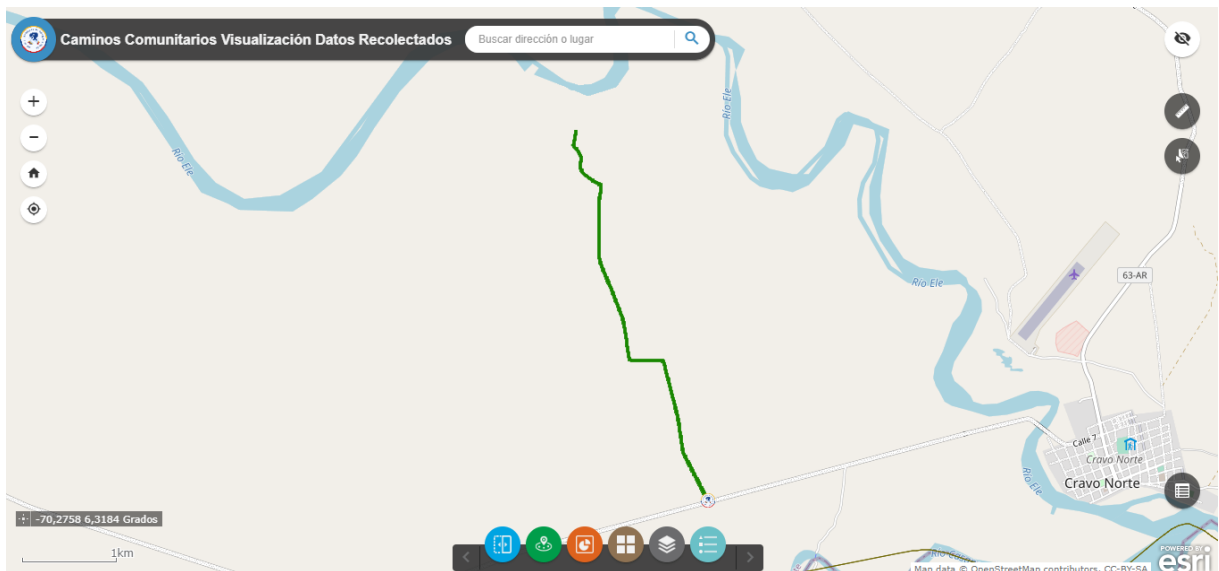 Caminos Comunitarios Visualización Datos Recolectados
Buscar dirección o lugar
Río Ele
Río Ele
Río Ele
63-AR
Calle 7
Cravo Norte
Cravo Norte
Río Ele
-70,2758 6,3184 Grados
1km
Map data © OpenStreetMap contributors, CC-BY-SA
POWERED BY
esri